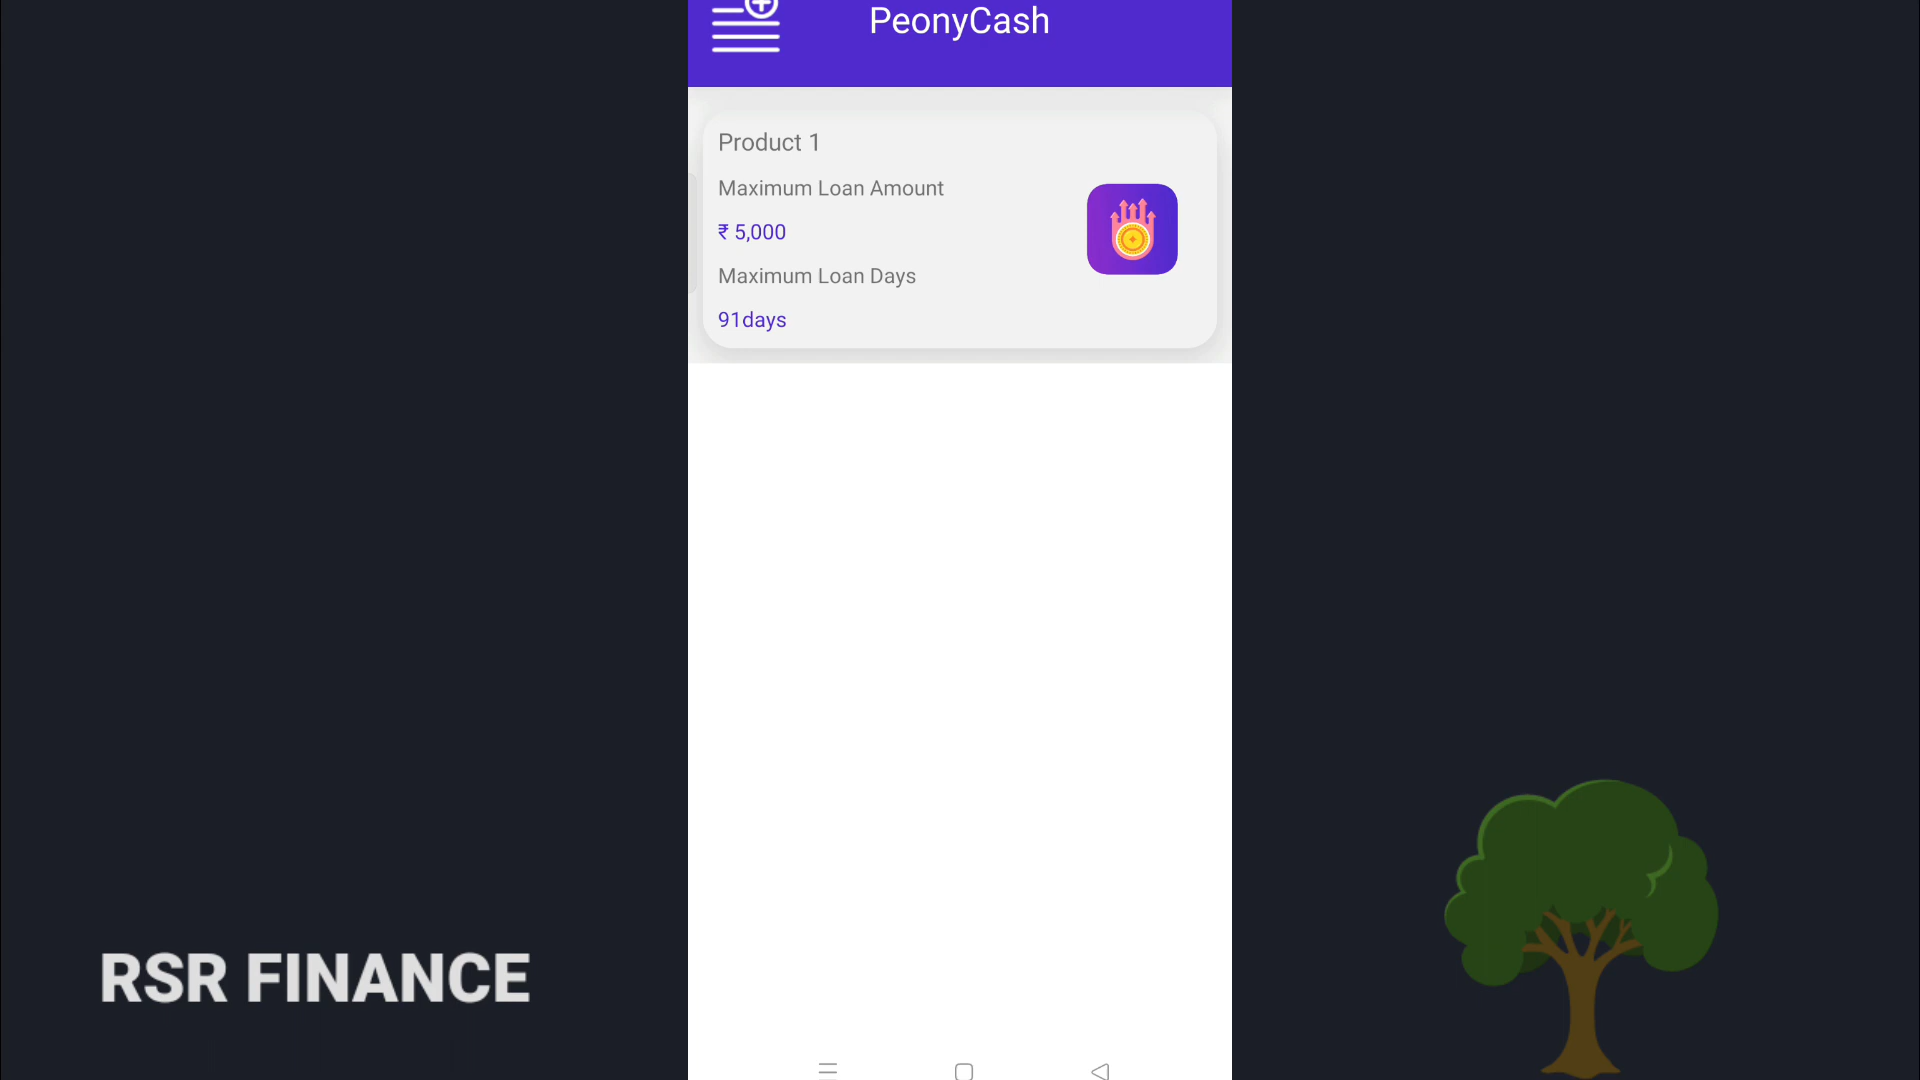 PeonyCash
Product 1
Maximum Loan Amount
₹ 5,000
Maximum Loan Days
91days
RSR FINANCE